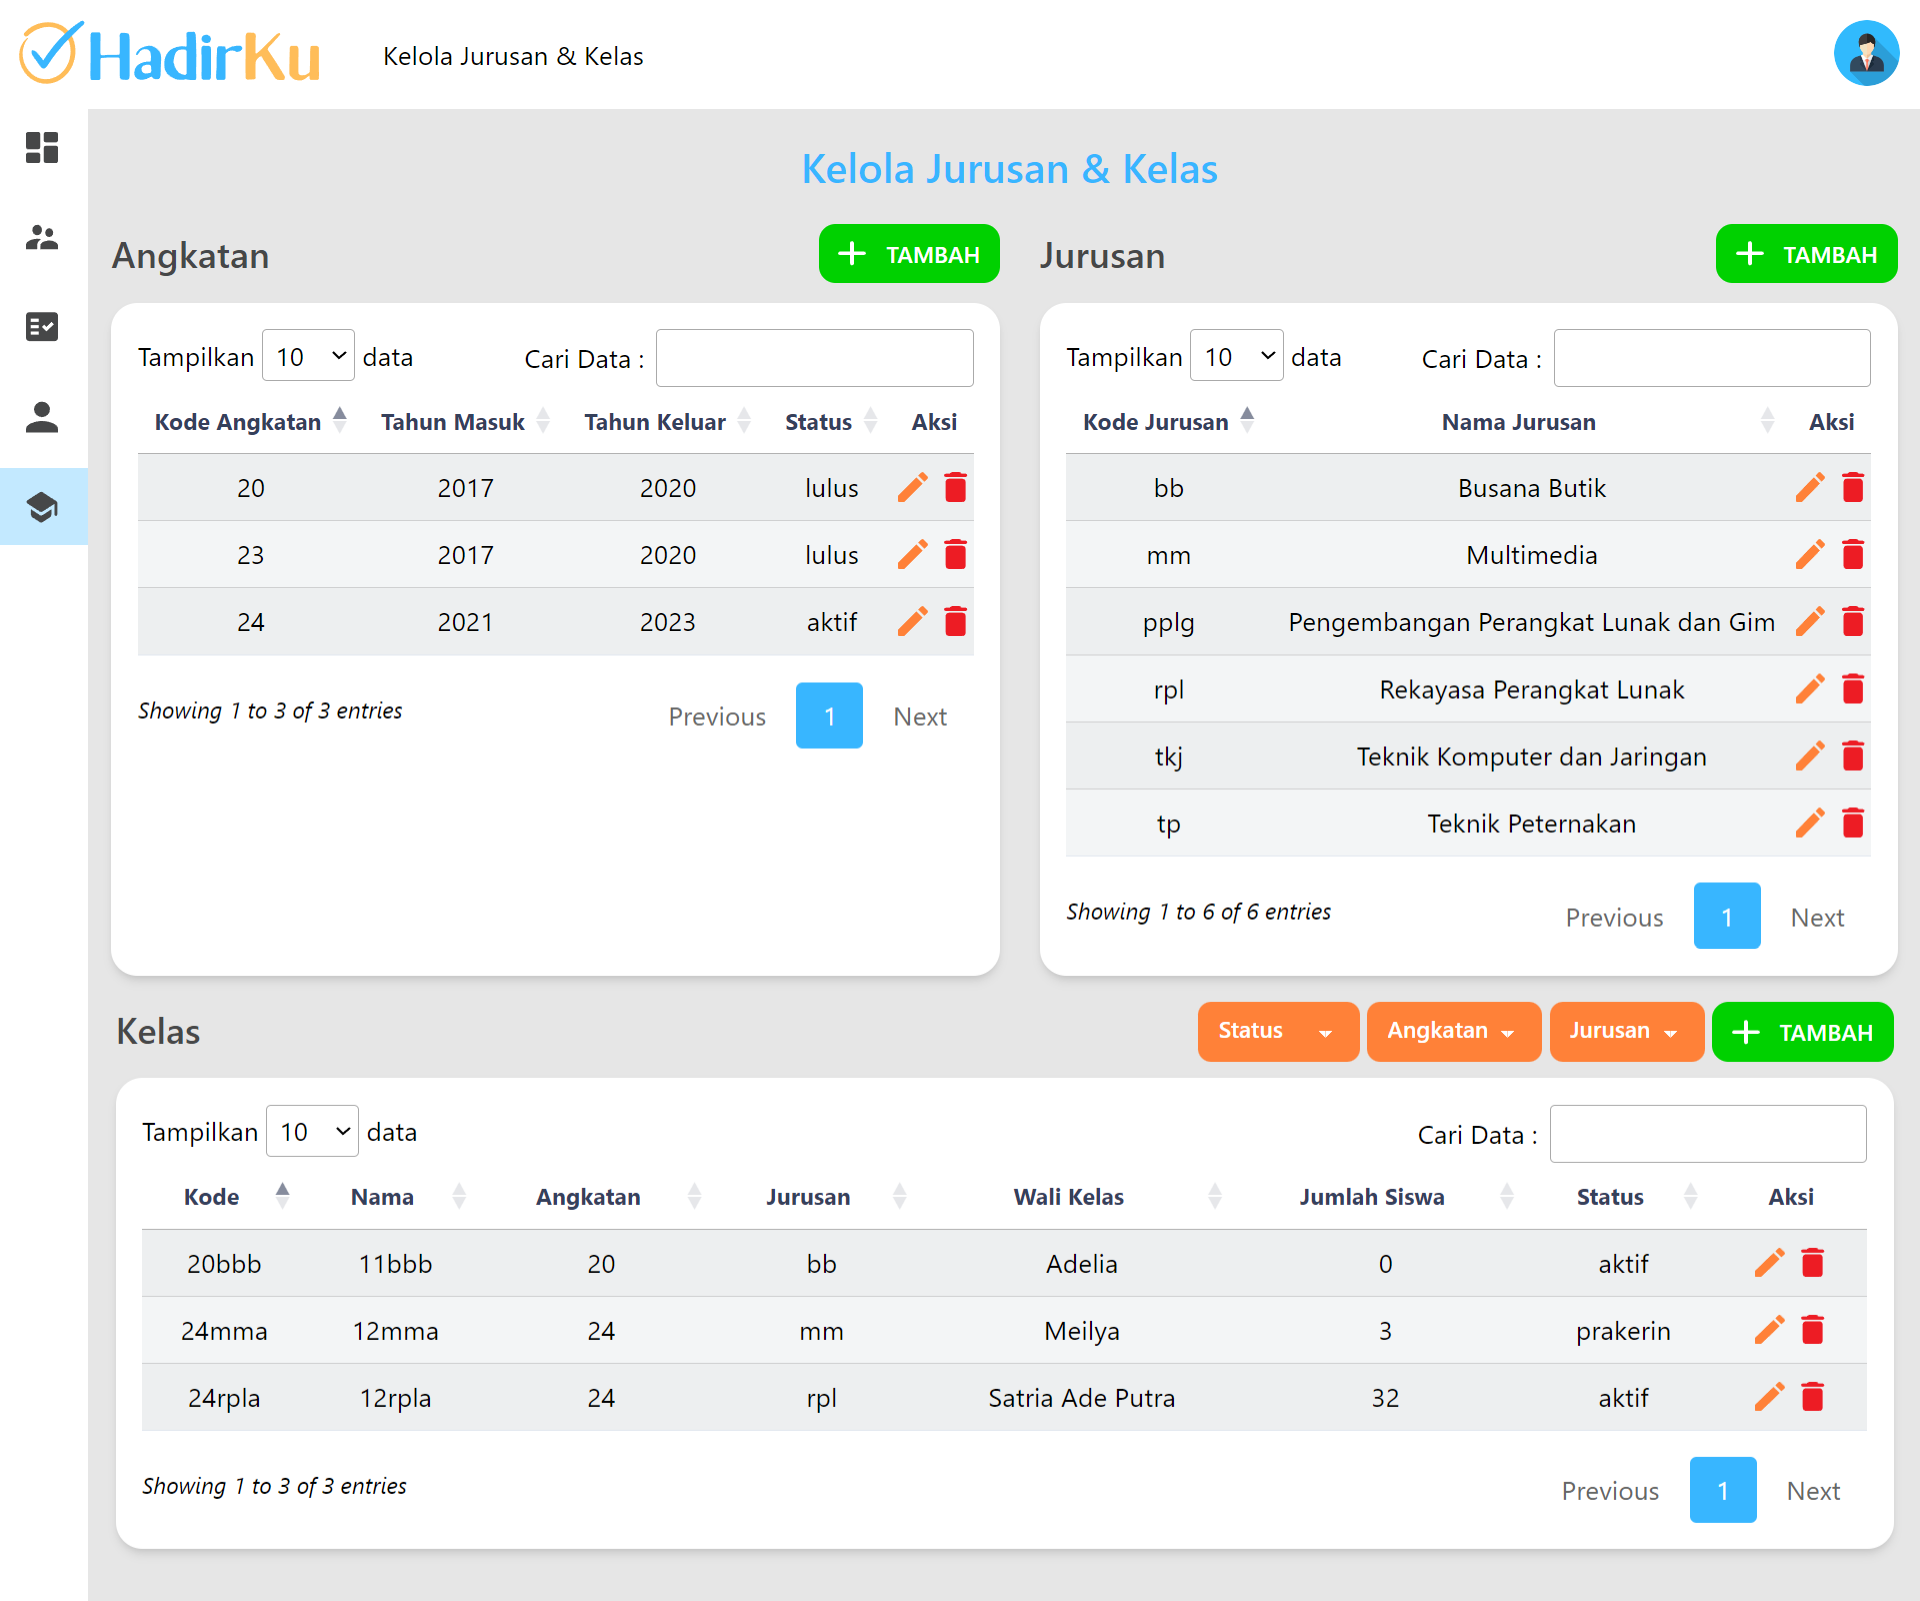 HadirKu
Kelola Jurusan & Kelas
Kelola Jurusan & Kelas
Angkatan
TAMBAH
Tampilkan 10 data
Cari Data :
Kode Angkatan Tahun Masuk Tahun Keluar Status Aksi
20 2017 2020 lulus
23 2017 2020 lulus
24 2021 2023 aktif
Showing 1 to 3 of 3 entries
Previous 1 Next
Jurusan
TAMBAH
Tampilkan 10 data
Cari Data :
Kode Jurusan Nama Jurusan Aksi
bb Busana Butik
mm Multimedia
pplg Pengembangan Perangkat Lunak dan Gim
rpl Rekayasa Perangkat Lunak
tkj Teknik Komputer dan Jaringan
tp Teknik Peternakan
Showing 1 to 6 of 6 entries
Previous 1 Next
Kelas
Status Angkatan Jurusan TAMBAH
Tampilkan 10 data
Cari Data :
Kode Nama Angkatan Jurusan Wali Kelas Jumlah Siswa Status Aksi
20bbb 11bbb 20 bb Adelia 0 aktif
24mma 12mma 24 mm Meilya 3 prakerin
24rpla 12rpla 24 rpl Satria Ade Putra 32 aktif
Showing 1 to 3 of 3 entries
Previous 1 Next